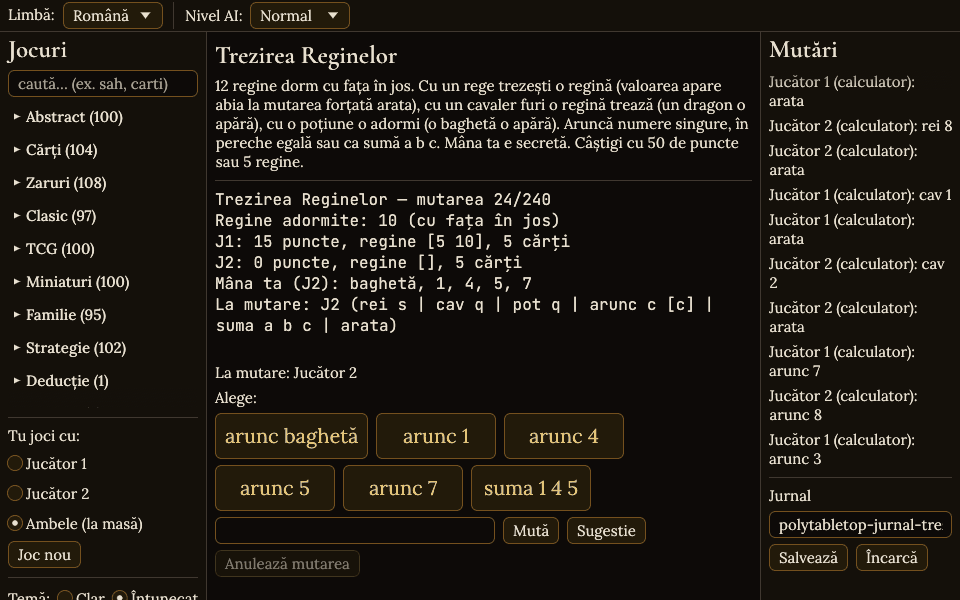 Limbă: Română ▼ Nivel AI: Normal ▼
Jocuri
caută... (ex. sah, carti)
▸ Abstract (100)
▸ Cărți (104)
▸ Zaruri (108)
▸ Clasic (97)
▸ TCG (100)
▸ Miniaturi (100)
▸ Familie (95)
▸ Strategie (102)
▸ Deducție (1)
Tu joci cu:
Jucător 1
Jucător 2
Ambele (la masă)
Joc nou
Temă: Clar Întunecat
Trezirea Reginelor
12 regine dorm cu fața în jos. Cu un rege trezești o regină (valoarea apare
abia la mutarea forțată arata), cu un cavaler furi o regină trează (un dragon o
apără), cu o poțiune o adormi (o baghetă o apără). Aruncă numere singure, în
pereche egală sau ca sumă a b c. Mâna ta e secretă. Câștigi cu 50 de puncte
sau 5 regine.
Trezirea Reginelor — mutarea 24/240
Regine adormite: 10 (cu fața în jos)
J1: 15 puncte, regine [5 10], 5 cărți
J2: 0 puncte, regine [], 5 cărți
Mâna ta (J2): baghetă, 1, 4, 5, 7
La mutare: J2 (rei s | cav q | pot q | arunc c [c] |
suma a b c | arata)
La mutare: Jucător 2
Alege:
arunc baghetă arunc 1 arunc 4
arunc 5 arunc 7 suma 1 4 5
Mută Sugestie
Anulează mutarea
Mutări
Jucător 1 (calculator):
arata
Jucător 2 (calculator): rei 8
Jucător 2 (calculator):
arata
Jucător 1 (calculator): cav 1
Jucător 1 (calculator):
arata
Jucător 2 (calculator): cav
2
Jucător 2 (calculator):
arata
Jucător 1 (calculator):
arunc 7
Jucător 2 (calculator):
arunc 8
Jucător 1 (calculator):
arunc 3
Jurnal
polytabletop-jurnal-tre
Salvează Încarcă